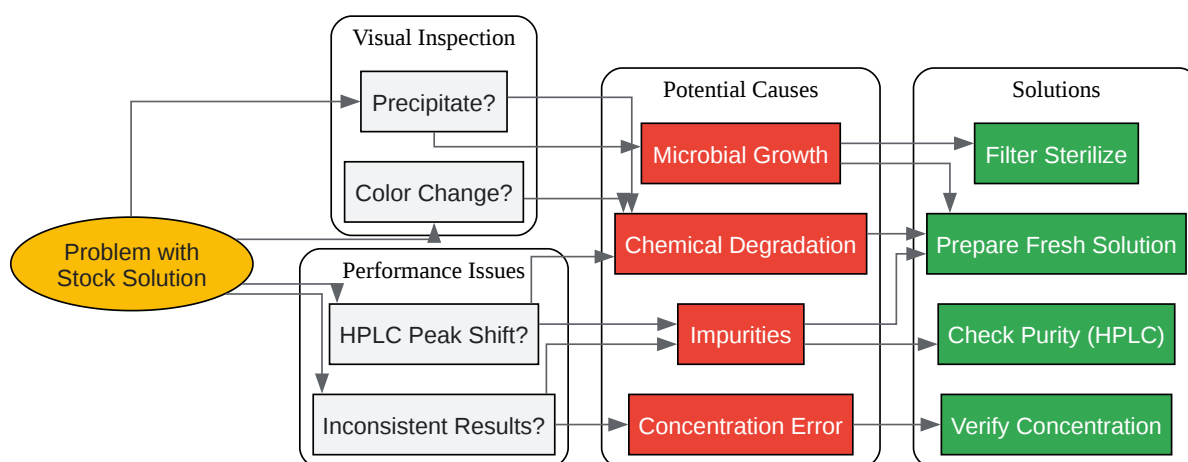 Visual Inspection
Precipitate?
Color Change?
Problem with
Stock Solution
Performance Issues
HPLC Peak Shift?
Inconsistent Results?
Potential Causes
Microbial Growth
Chemical Degradation
Impurities
Concentration Error
Solutions
Filter Sterilize
Prepare Fresh Solution
Check Purity (HPLC)
Verify Concentration